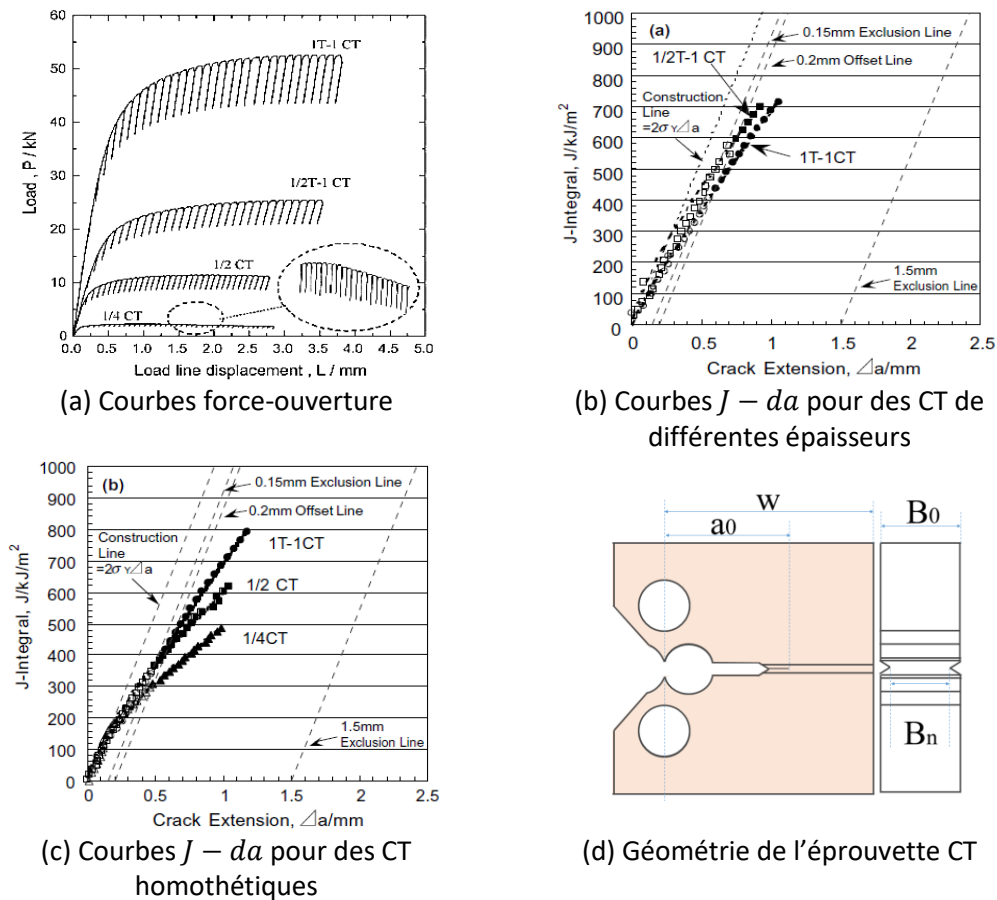 60
50
40
30
20
10
0
Load, P / kN
1T-1 CT
1/2T-1 CT
1/2 CT
1/4 CT
0.0 0.5 1.0 1.5 2.0 2.5 3.0 3.5 4.0 4.5 5.0
Load line displacement , L / mm
(a) Courbes force-ouverture
1000
900
800
700
600
500
400
300
200
100
0
J-Integral, J/kJ/m²
(a)
0.15mm Exclusion Line
0.2mm Offset Line
1/2T-1 CT
Construction
Line
=2σY⊿a
1T-1CT
1.5mm
Exclusion Line
0 0.5 1 1.5 2 2.5
Crack Extension, ⊿a/mm
(b) Courbes J − da pour des CT de
différentes épaisseurs
1000
900
800
700
600
500
400
300
200
100
0
J-Integral, J/kJ/m²
(b)
0.15mm Exclusion Line
0.2mm Offset Line
Construction
Line
=2σY⊿a
1T-1CT
1/2 CT
1/4CT
1.5mm
Exclusion Line
0 0.5 1 1.5 2 2.5
Crack Extension, ⊿a/mm
(c) Courbes J − da pour des CT
homothétiques
w
a0
B0
Bn
(d) Géométrie de l’éprouvette CT